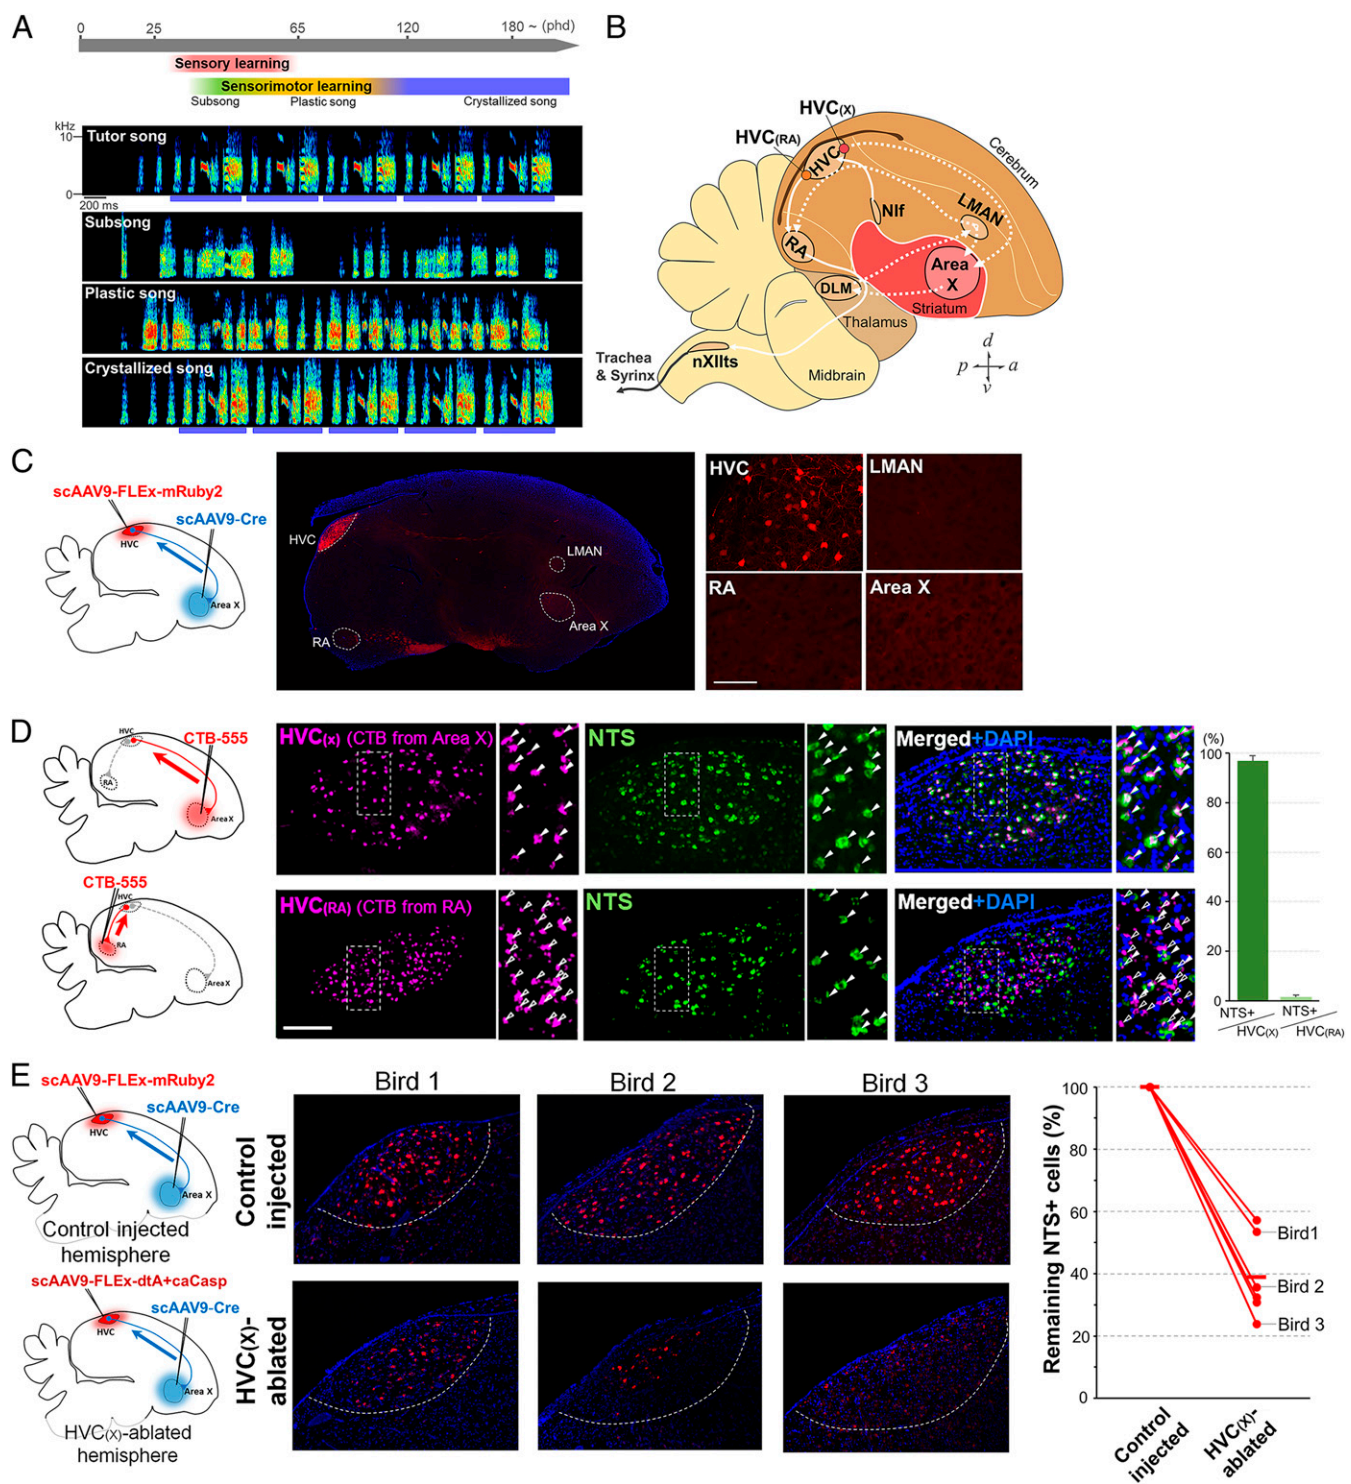 A
0 25 65 120 180 ~ (phd)
Sensory learning
Sensorimotor learning
Subsong Plastic song Crystallized song
kHz
10
Tutor song
0
200 ms
Subsong
Plastic song
Crystallized song
B
HVC(X)
HVC(RA)
HVC
Cerebrum
NIf
LMAN
RA
Area
X
DLM
Striatum
Thalamus
Trachea
& Syrinx
nXIIts
Midbrain
d
p a
v
C
scAAV9-FLEx-mRuby2
scAAV9-Cre
HVC
Area X
HVC
LMAN
Area X
RA
HVC
LMAN
RA
Area X
D
HVC
CTB-555
RA
Area X
HVC(X) (CTB from Area X)
NTS
Merged+DAPI
CTB-555
HVC
RA
Area X
HVC(RA) (CTB from RA)
NTS
Merged+DAPI
(%)
100
80
60
40
20
0
NTS+ NTS+
HVC(X) HVC(RA)
E
scAAV9-FLEx-mRuby2
scAAV9-Cre
HVC
Area X
Control injected
hemisphere
scAAV9-FLEx-dtA+caCasp
scAAV9-Cre
HVC
Area X
HVC(X)-ablated
hemisphere
Bird 1 Bird 2 Bird 3
Control
injected
HVC(X)-
ablated
Remaining NTS+ cells (%)
100
80
60
40
20
0
Bird1
Bird 2
Bird 3
Control
injected
HVC(X)-
ablated